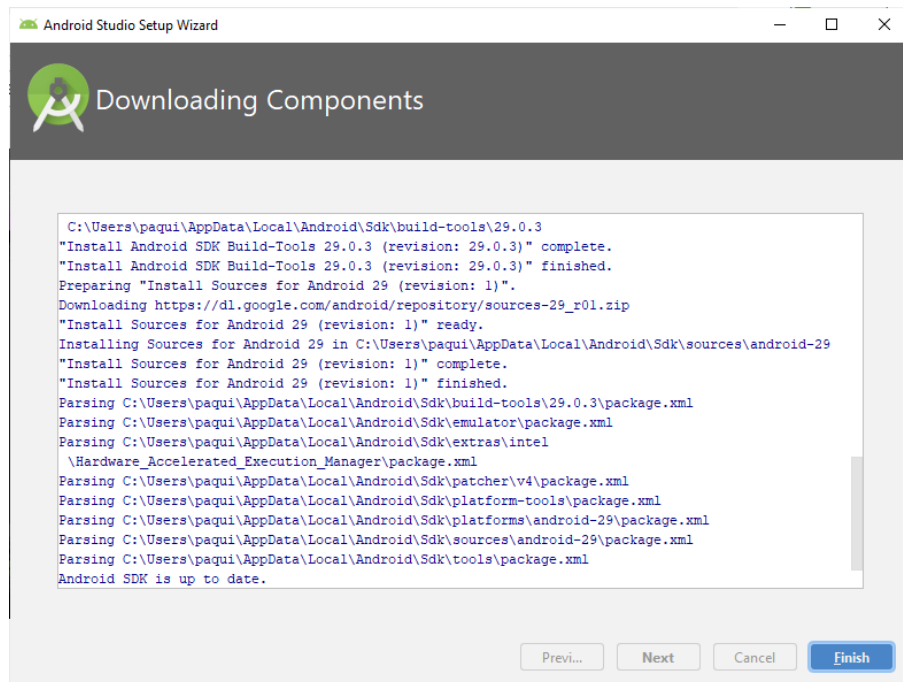 Android Studio Setup Wizard
Downloading Components
C:\Users\paqui\AppData\Local\Android\Sdk\build-tools\29.0.3
"Install Android SDK Build-Tools 29.0.3 (revision: 29.0.3)" complete.
"Install Android SDK Build-Tools 29.0.3 (revision: 29.0.3)" finished.
Preparing "Install Sources for Android 29 (revision: 1)".
Downloading https://dl.google.com/android/repository/sources-29_r01.zip
"Install Sources for Android 29 (revision: 1)" ready.
Installing Sources for Android 29 in C:\Users\paqui\AppData\Local\Android\Sdk\sources\android-29
"Install Sources for Android 29 (revision: 1)" complete.
"Install Sources for Android 29 (revision: 1)" finished.
Parsing C:\Users\paqui\AppData\Local\Android\Sdk\build-tools\29.0.3\package.xml
Parsing C:\Users\paqui\AppData\Local\Android\Sdk\emulator\package.xml
Parsing C:\Users\paqui\AppData\Local\Android\Sdk\extras\intel
\Hardware_Accelerated_Execution_Manager\package.xml
Parsing C:\Users\paqui\AppData\Local\Android\Sdk\patcher\v4\package.xml
Parsing C:\Users\paqui\AppData\Local\Android\Sdk\platform-tools\package.xml
Parsing C:\Users\paqui\AppData\Local\Android\Sdk\platforms\android-29\package.xml
Parsing C:\Users\paqui\AppData\Local\Android\Sdk\sources\android-29\package.xml
Parsing C:\Users\paqui\AppData\Local\Android\Sdk\tools\package.xml
Android SDK is up to date.
Previ... Next Cancel Finish